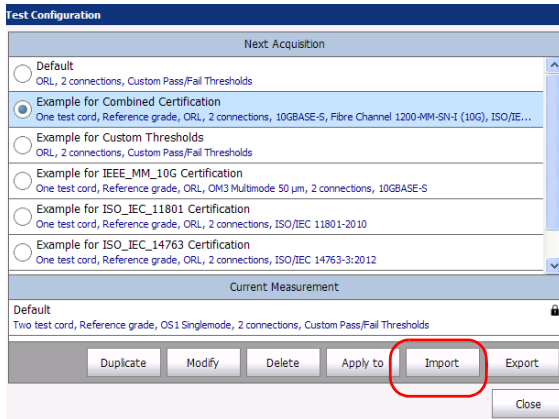 Test Configuration
Next Acquisition
Default
ORL, 2 connections, Custom Pass/Fail Thresholds
Example for Combined Certification
One test cord, Reference grade, ORL, 2 connections, 10GBASE-S, Fibre Channel 1200-MM-SN-I (10G), ISO/IE...
Example for Custom Thresholds
ORL, 2 connections, Custom Pass/Fail Thresholds
Example for IEEE_MM_10G Certification
One test cord, Reference grade, ORL, OM3 Multimode 50 µm, 2 connections, 10GBASE-S
Example for ISO_IEC_11801 Certification
One test cord, Reference grade, ORL, 2 connections, ISO/IEC 11801-2010
Example for ISO_IEC_14763 Certification
One test cord, Reference grade, ORL, 2 connections, ISO/IEC 14763-3:2012
Current Measurement
Default
Two test cord, Reference grade, OS1 Singlemode, 2 connections, Custom Pass/Fail Thresholds
Duplicate Modify Delete Apply to Import Export
Close